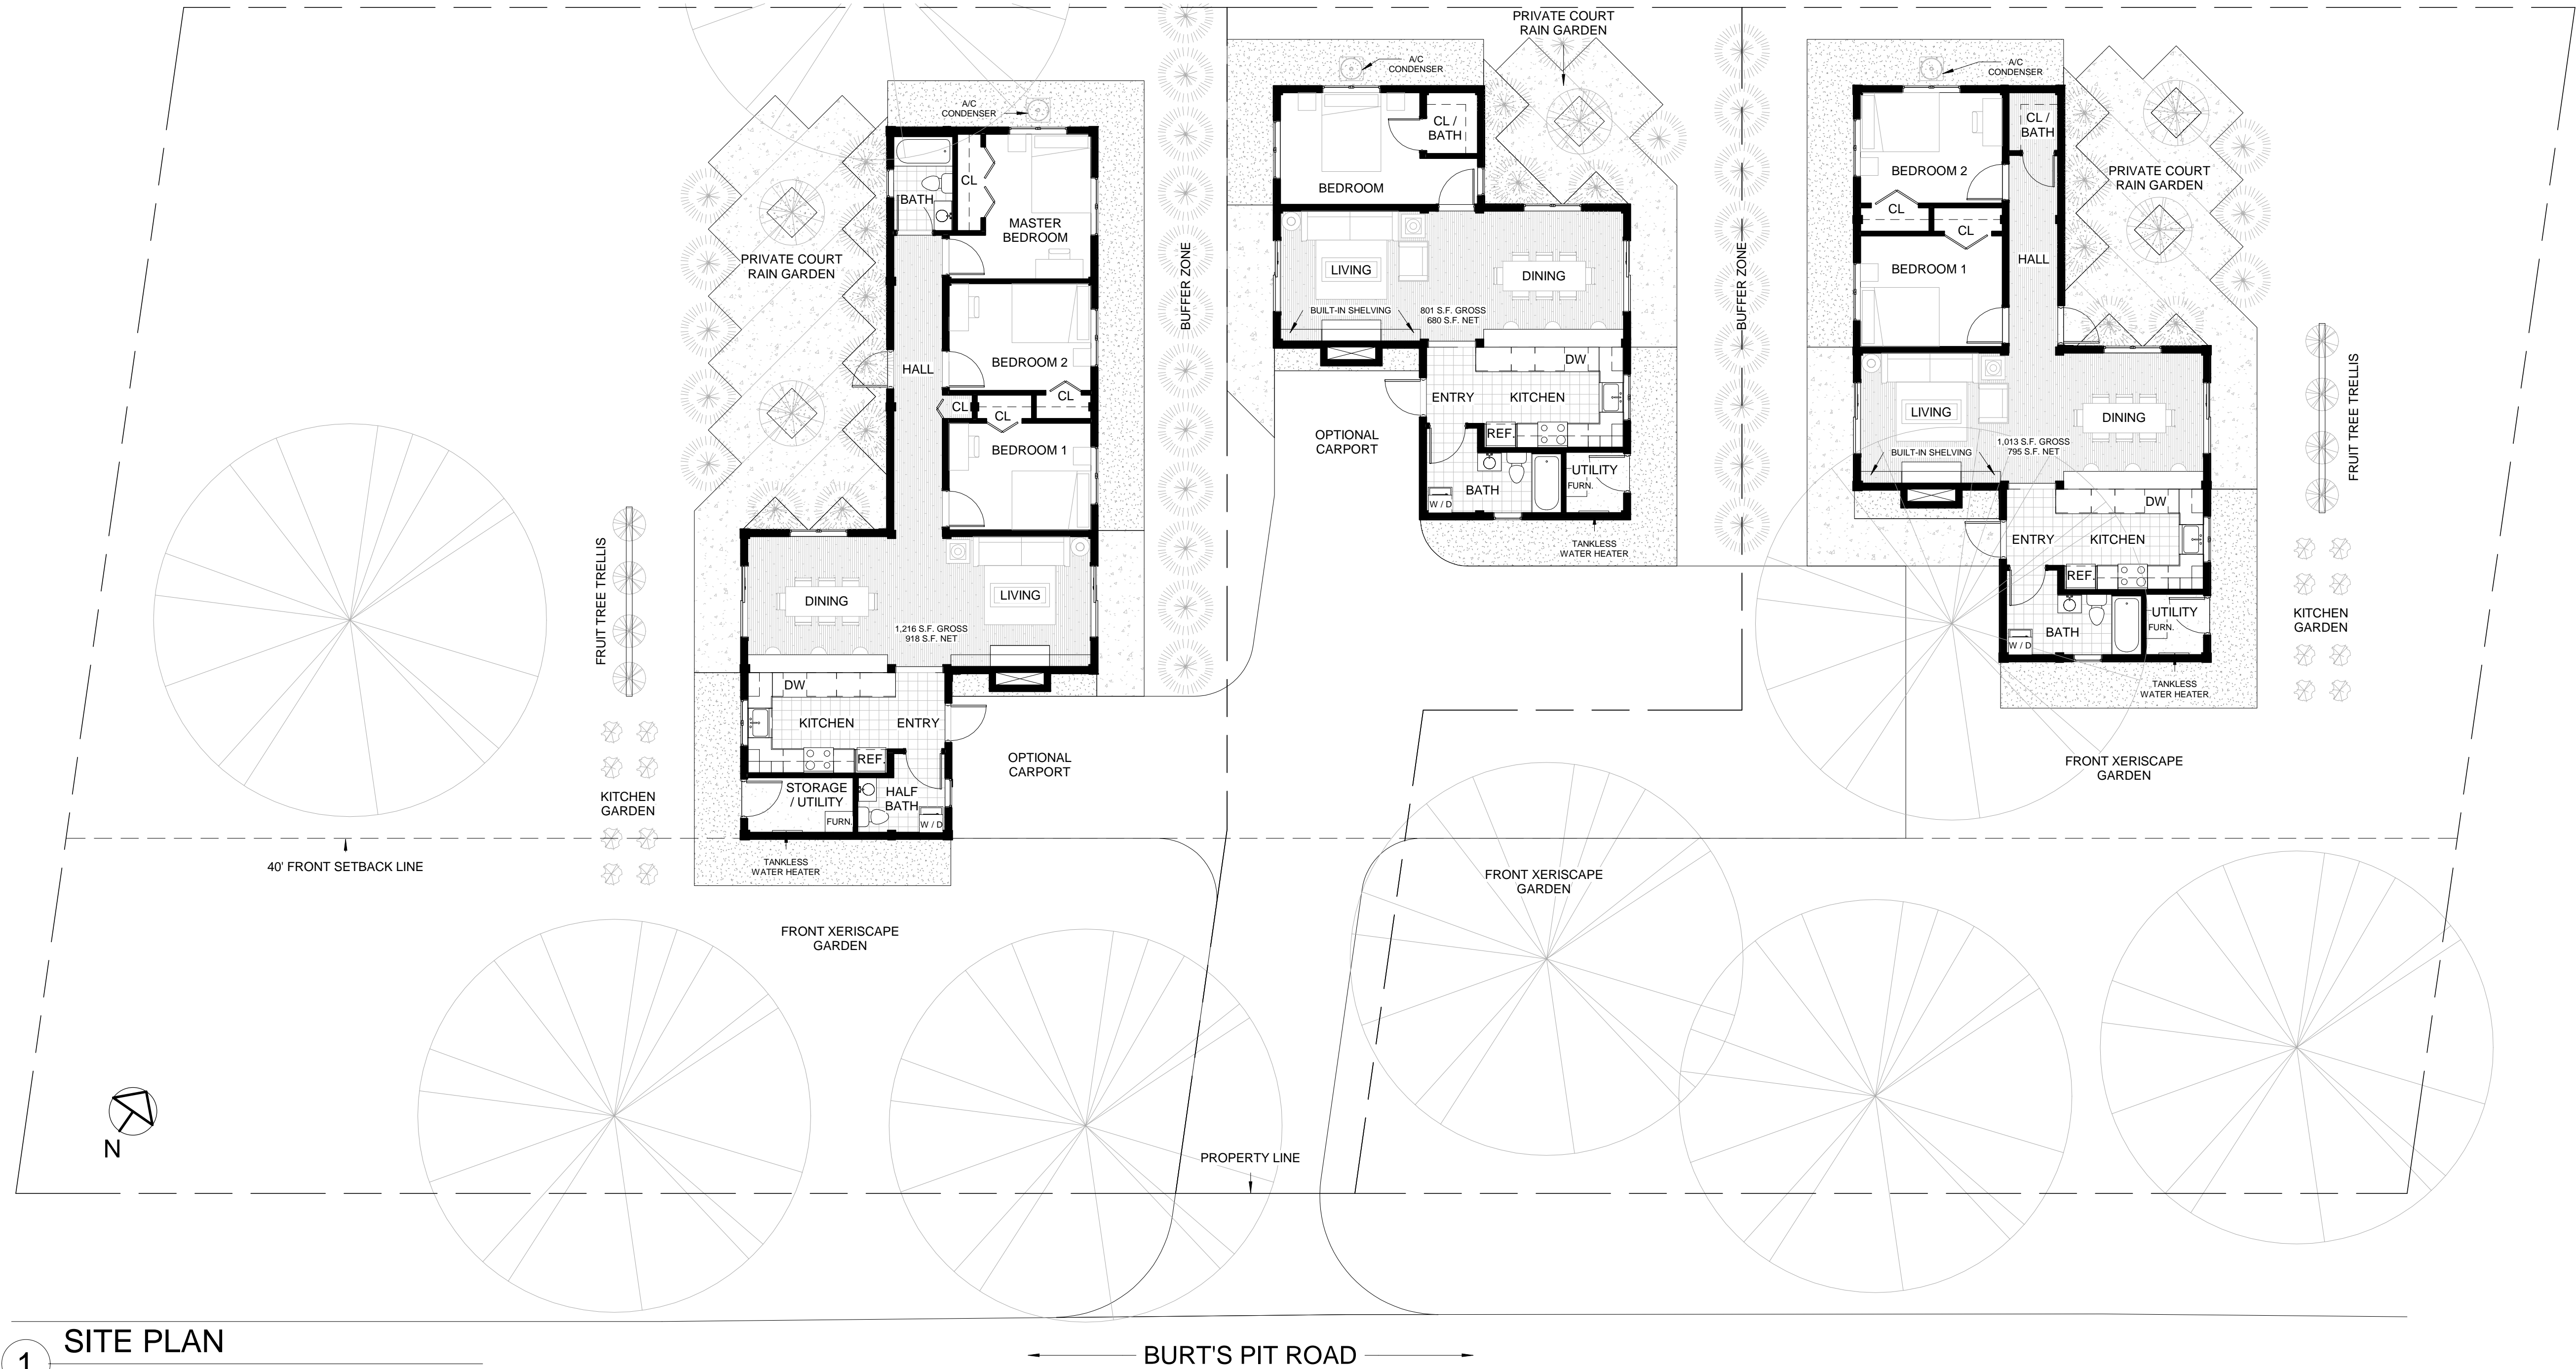 A/C
CONDENSER
BATH
CL
MASTER
BEDROOM
PRIVATE COURT
RAIN GARDEN
BEDROOM 2
HALL
CL
CL
CL
BEDROOM 1
FRUIT TREE TRELLIS
DINING
LIVING
1,216 S.F. GROSS
918 S.F. NET
DW
KITCHEN
ENTRY
REF.
STORAGE
/ UTILITY
HALF
BATH
FURN.
W / D
OPTIONAL
CARPORT
KITCHEN
GARDEN
TANKLESS
WATER HEATER
40' FRONT SETBACK LINE
FRONT XERISCAPE
GARDEN
BUFFER ZONE
PRIVATE COURT
RAIN GARDEN
A/C
CONDENSER
CL /
BATH
BEDROOM
LIVING
DINING
BUILT-IN SHELVING
801 S.F. GROSS
680 S.F. NET
DW
ENTRY
KITCHEN
REF.
OPTIONAL
CARPORT
BATH
UTILITY
FURN.
W / D
TANKLESS
WATER HEATER
FRONT XERISCAPE
GARDEN
BUFFER ZONE
A/C
CONDENSER
CL /
BATH
BEDROOM 2
PRIVATE COURT
RAIN GARDEN
CL
CL
HALL
BEDROOM 1
LIVING
DINING
1,013 S.F. GROSS
795 S.F. NET
BUILT-IN SHELVING
FRUIT TREE TRELLIS
DW
ENTRY
KITCHEN
REF.
UTILITY
FURN.
BATH
W / D
KITCHEN
GARDEN
TANKLESS
WATER HEATER
FRONT XERISCAPE
GARDEN
N
PROPERTY LINE
1
SITE PLAN
BURT'S PIT ROAD